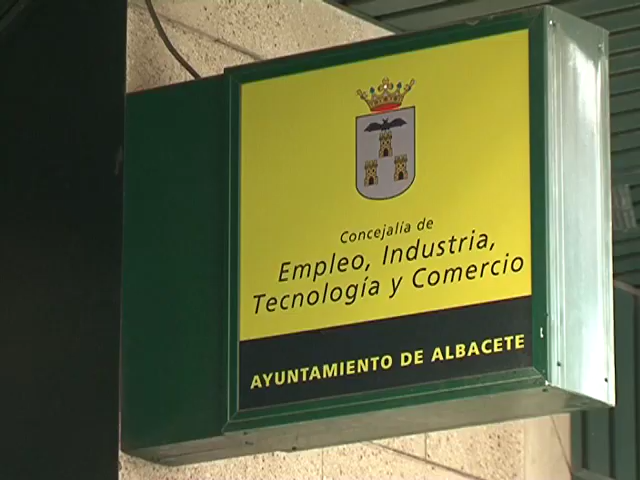 Concejalía de
Empleo, Industria,
Tecnología y Comercio
AYUNTAMIENTO DE ALBACETE